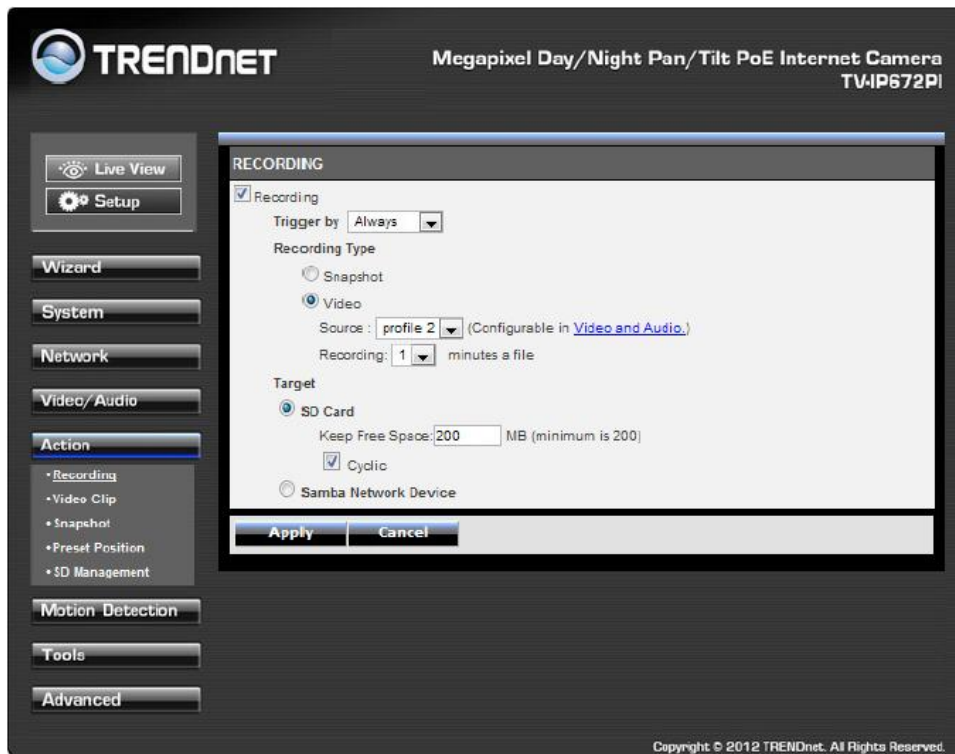 TRENDNET
Megapixel Day/Night Pan/Tilt PoE Internet Camera
TV-IP672PI
Live View
Setup
Wizard
System
Network
Video/Audio
Action
•Recording
•Video Clip
•Snapshot
•Preset Position
•SD Management
Motion Detection
Tools
Advanced
RECORDING
Recording
Trigger by Always
Recording Type
Snapshot
Video
Source : profile 2 (Configurable in Video and Audio.)
Recording: 1 minutes a file
Target
SD Card
Keep Free Space: 200 MB (minimum is 200)
Cyclic
Samba Network Device
Apply Cancel
Copyright © 2012 TRENDnet. All Rights Reserved.